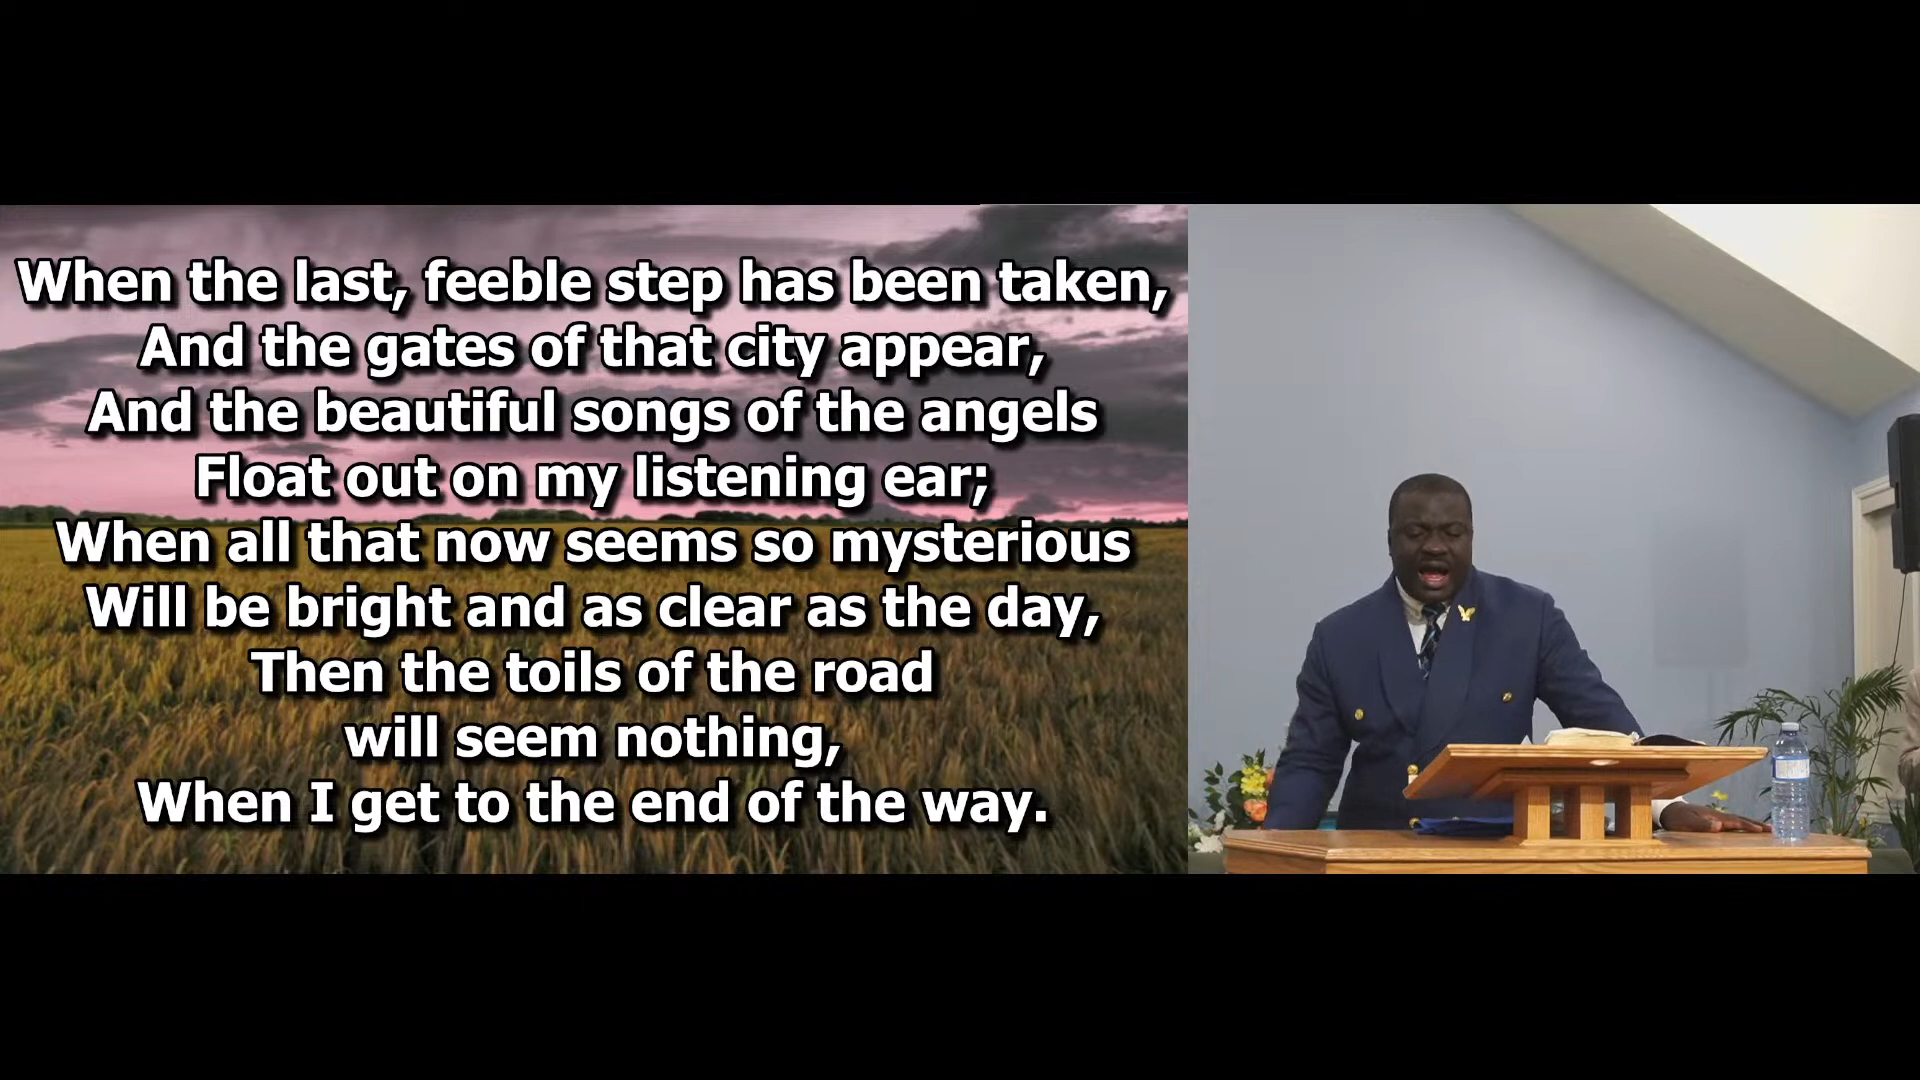 When the last, feeble step has been taken,
And the gates of that city appear,
And the beautiful songs of the angels
Float out on my listening ear;
When all that now seems so mysterious
Will be bright and as clear as the day,
Then the toils of the road
will seem nothing,
When I get to the end of the way.